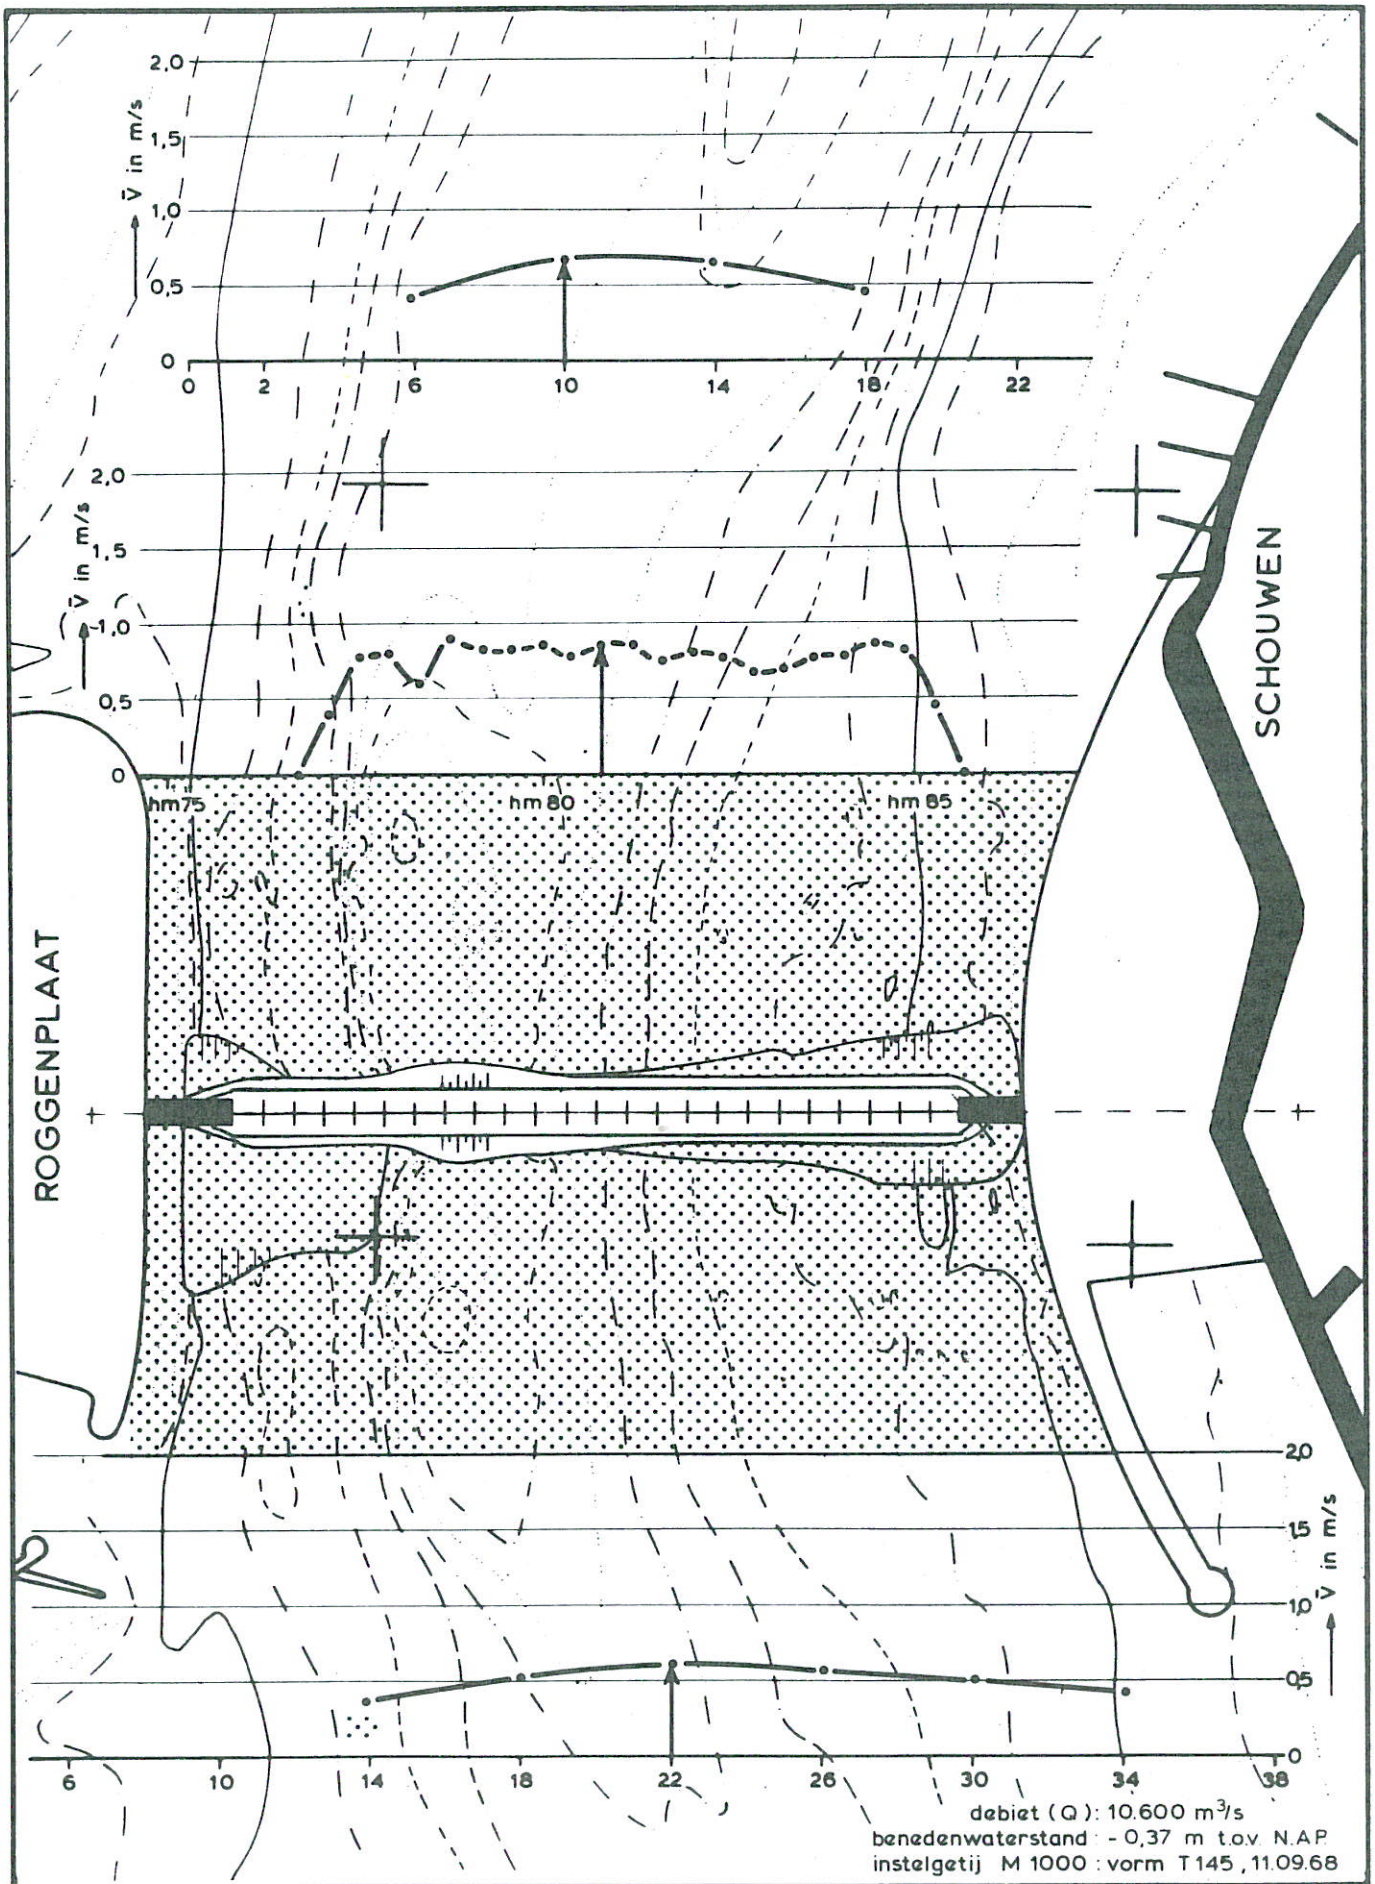 2,0
1,5
1,0
0,5
0
V̄ in m/s
0 2 6 10 14 18 22
2,0
1,5
1,0
0,5
0
V̄ in m/s
hm 75 hm 80 hm 85
SCHOUWEN
ROGGENPLAAT
2,0
1,5
1,0
0,5
0
V̄ in m/s
6 10 14 18 22 26 30 34 38
debiet (Q): 10.600 m³/s
benedenwaterstand : - 0,37 m t.o.v. N.A.P.
instelgetij M 1000 : vorm T 145 , 11.09.68